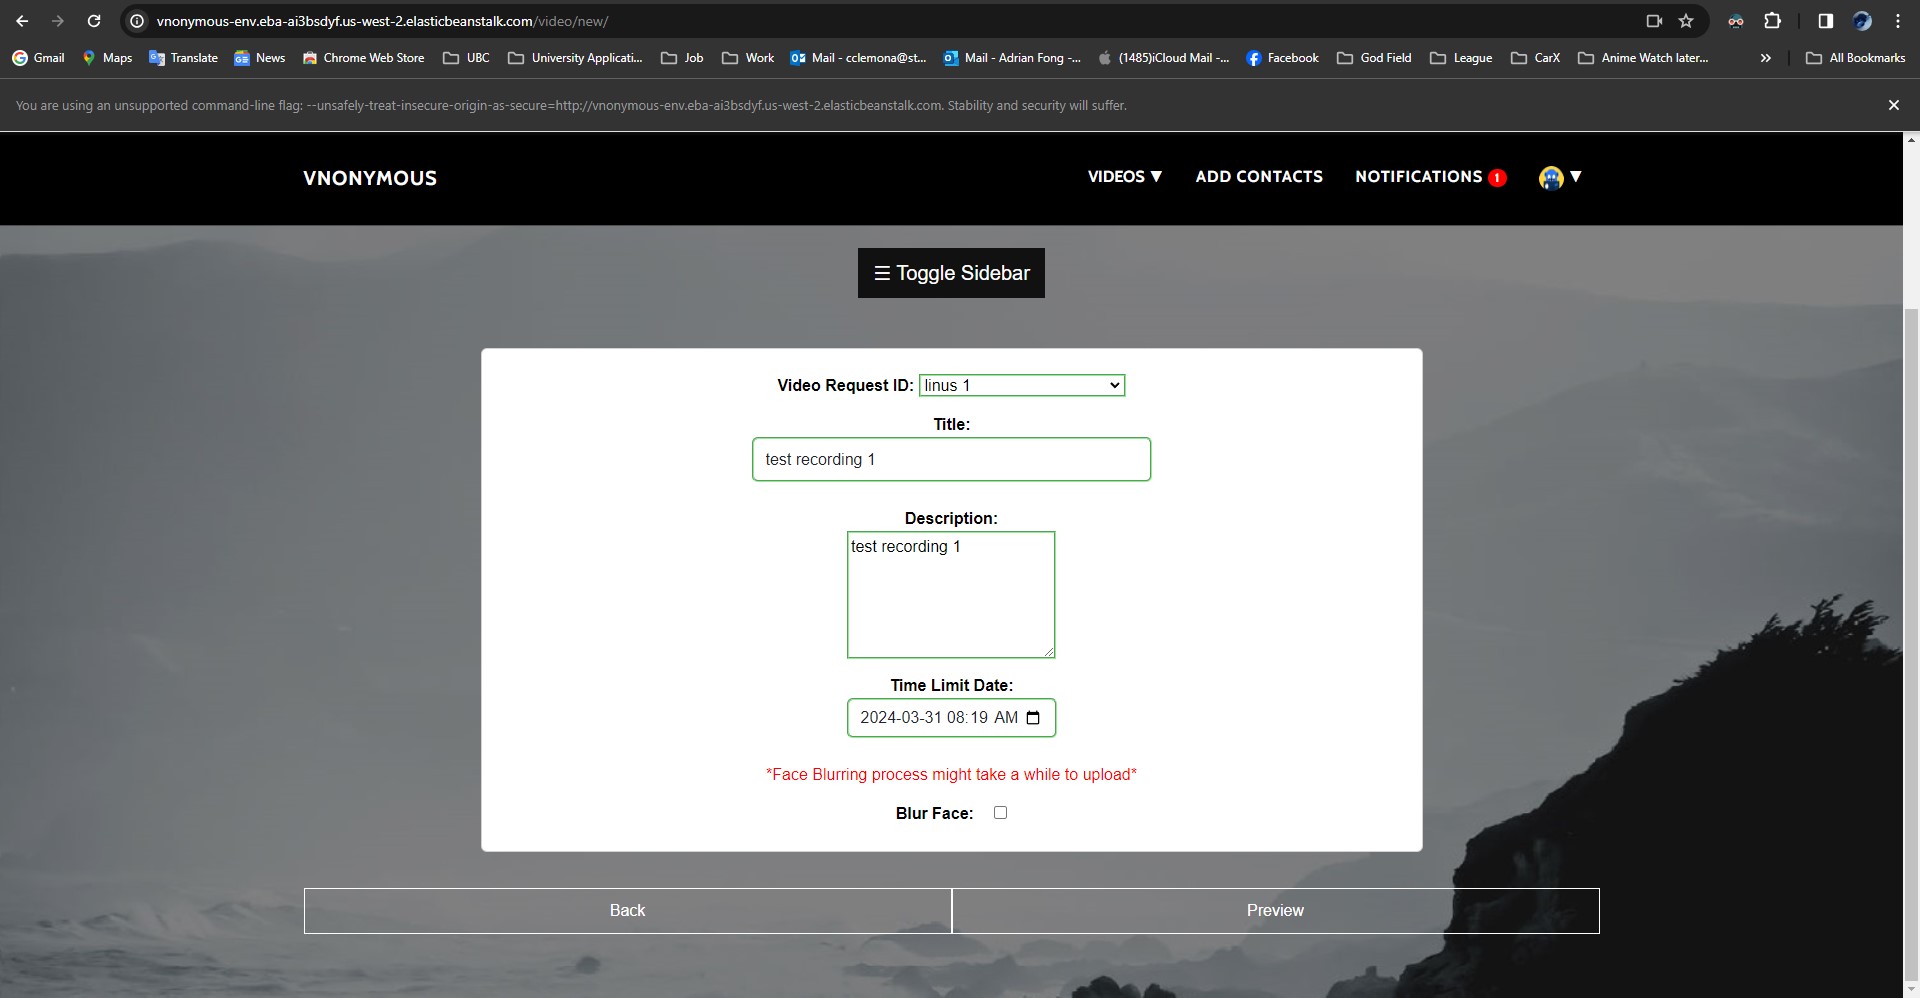 vnonymous-env.eba-ai3bsdyf.us-west-2.elasticbeanstalk.com/video/new/
Gmail Maps Translate News Chrome Web Store UBC University Applicati... Job Work Mail - cclemona@st... Mail - Adrian Fong -... (1485)iCloud Mail -... Facebook God Field League CarX Anime Watch later... » All Bookmarks
You are using an unsupported command-line flag: --unsafely-treat-insecure-origin-as-secure=http://vnonymous-env.eba-ai3bsdyf.us-west-2.elasticbeanstalk.com. Stability and security will suffer.
VNONYMOUS VIDEOS ▼ ADD CONTACTS NOTIFICATIONS 1 ▼
☰ Toggle Sidebar
Video Request ID: linus 1
Title:
test recording 1
Description:
test recording 1
Time Limit Date:
2024-03-31 08:19 AM
*Face Blurring process might take a while to upload*
Blur Face:
Back Preview